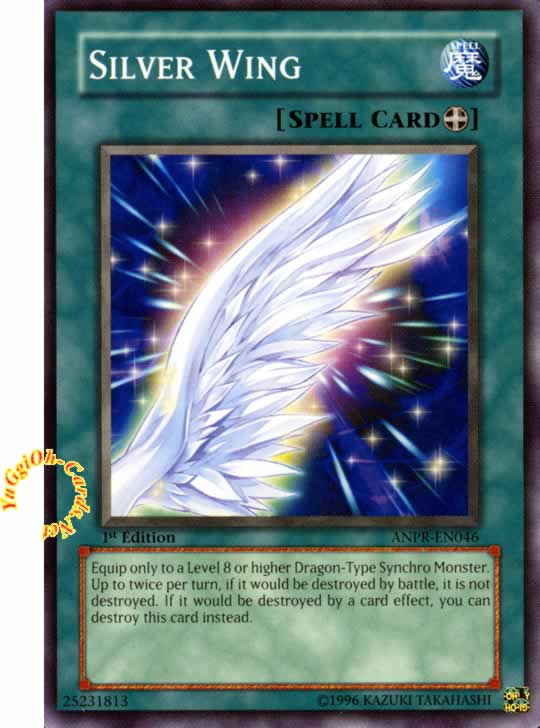 Silver Wing
SPELL
魔
[Spell Card]
YuGgiOh-Cards.Net
1st Edition
ANPR-EN046
Equip only to a Level 8 or higher Dragon-Type Synchro Monster.
Up to twice per turn, if it would be destroyed by battle, it is not
destroyed. If it would be destroyed by a card effect, you can
destroy this card instead.
25231813
©1996 KAZUKI TAKAHASHI